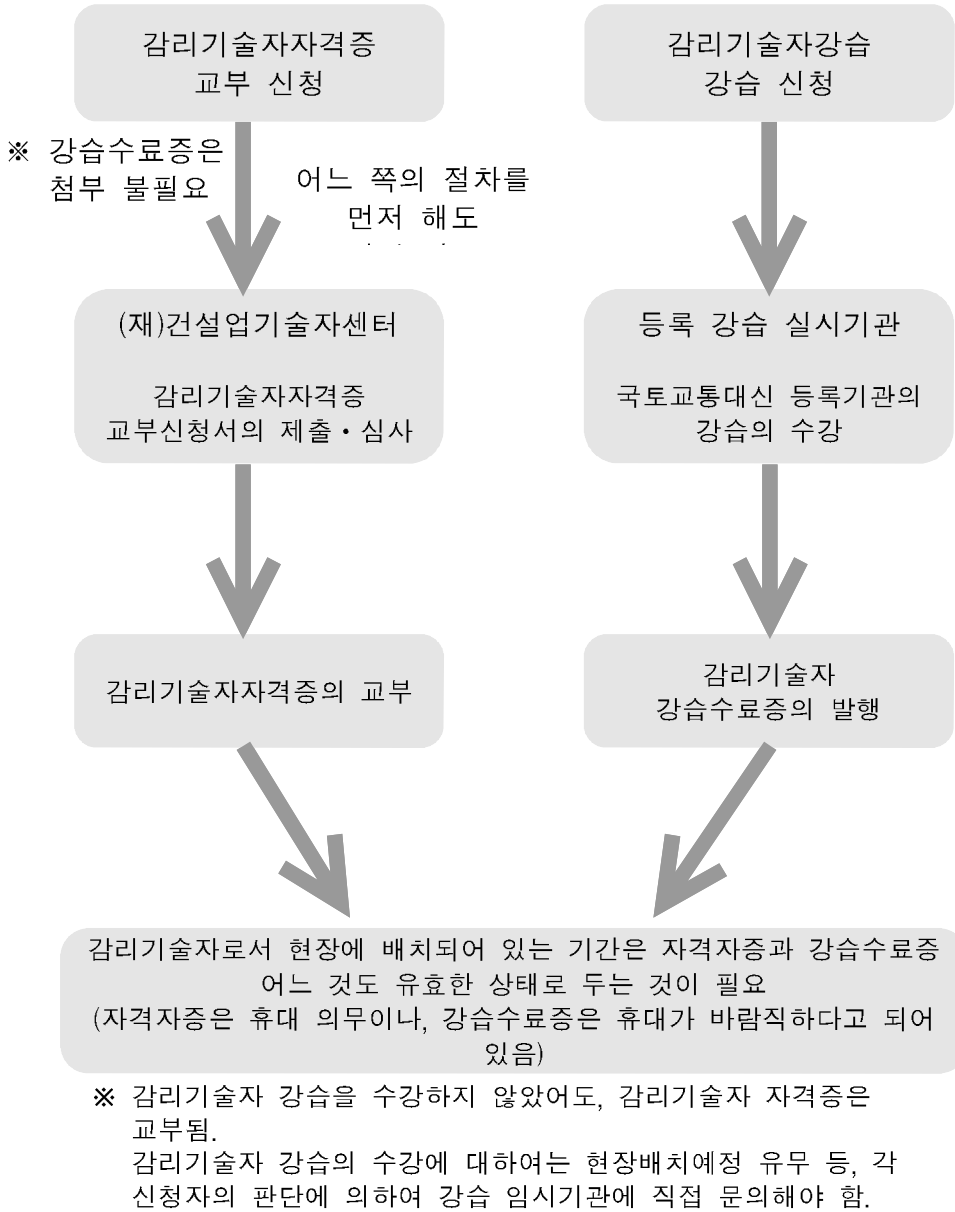 감리기술자자격증
교부 신청
감리기술자강습
강습 신청
※ 강습수료증은
첨부 불필요
어느 쪽의 절차를
먼저 해도
(재)건설업기술자센터
감리기술자자격증
교부신청서의 제출・심사
등록 강습 실시기관
국토교통대신 등록기관의
강습의 수강
감리기술자자격증의 교부
감리기술자
강습수료증의 발행
감리기술자로서 현장에 배치되어 있는 기간은 자격자증과 강습수료증
어느 것도 유효한 상태로 두는 것이 필요
(자격자증은 휴대 의무이나, 강습수료증은 휴대가 바람직하다고 되어
있음)
※ 감리기술자 강습을 수강하지 않았어도, 감리기술자 자격증은
교부됨.
감리기술자 강습의 수강에 대하여는 현장배치예정 유무 등, 각
신청자의 판단에 의하여 강습 임시기관에 직접 문의해야 함.